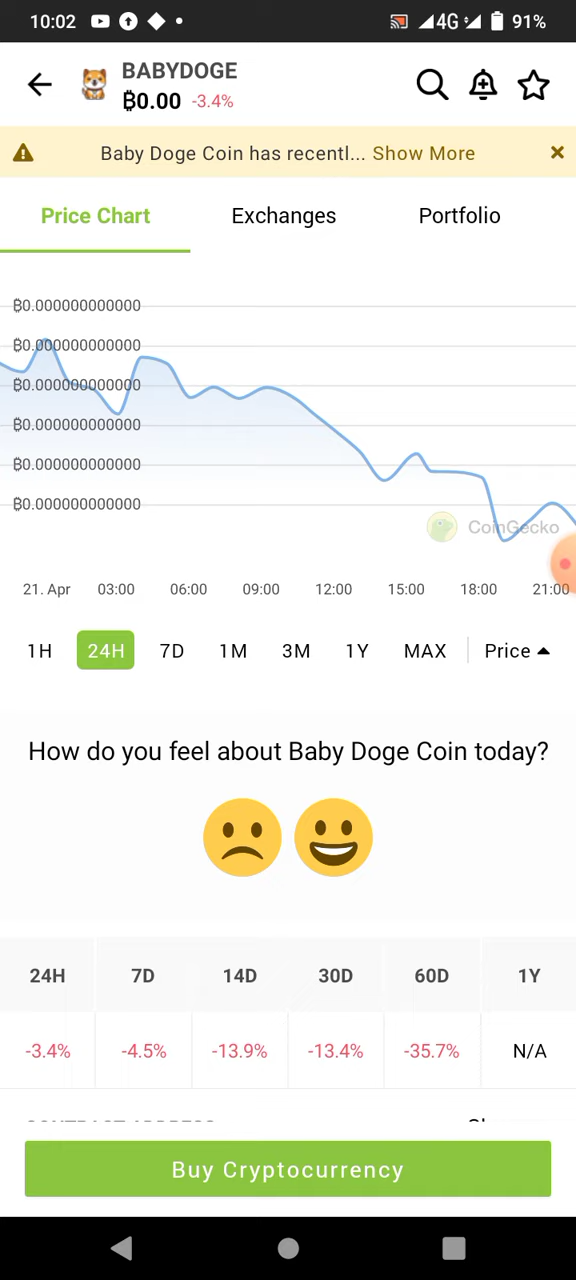 10:02 4G 91%
BABYDOGE
₿0.00 -3.4%
Baby Doge Coin has recentl... Show More ×
Price Chart Exchanges Portfolio
₿0.000000000000
₿0.000000000000
₿0.000000000000
₿0.000000000000
₿0.000000000000
₿0.000000000000
CoinGecko
21. Apr 03:00 06:00 09:00 12:00 15:00 18:00 21:00
1H 24H 7D 1M 3M 1Y MAX Price
How do you feel about Baby Doge Coin today?
24H 7D 14D 30D 60D 1Y
-3.4% -4.5% -13.9% -13.4% -35.7% N/A
Buy Cryptocurrency